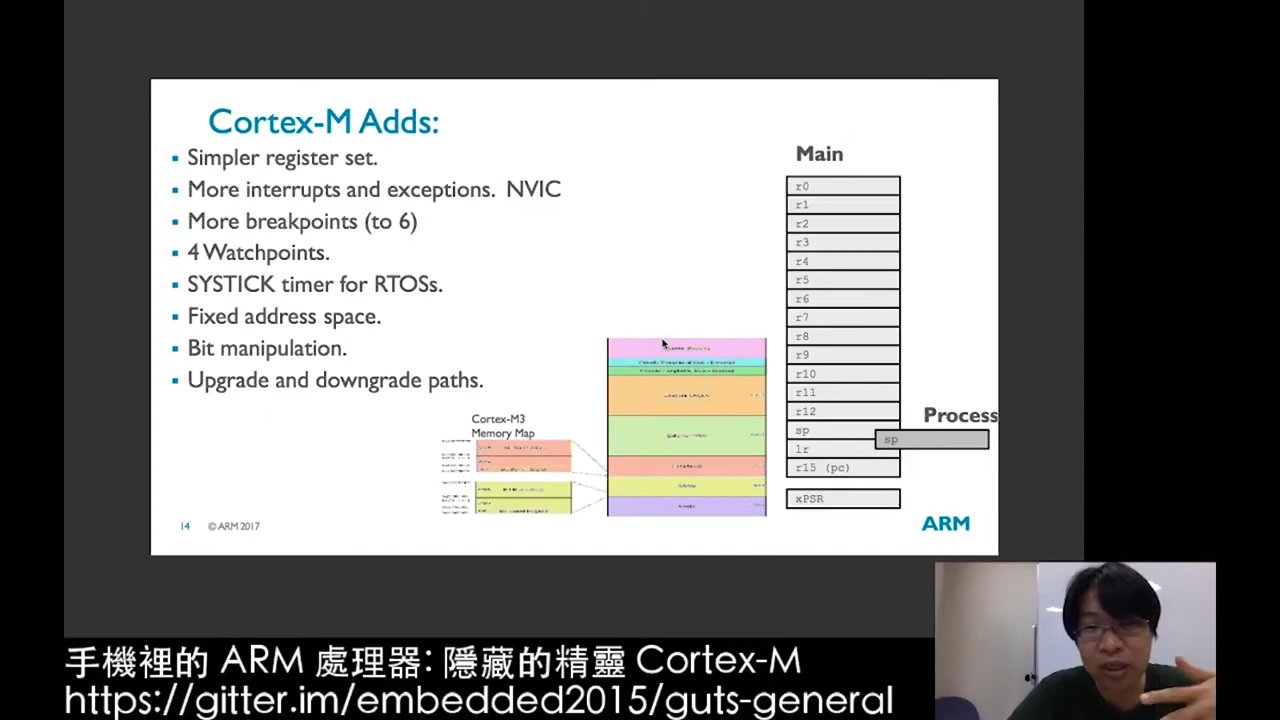 Cortex-M Adds:
▪ Simpler register set.
▪ More interrupts and exceptions. NVIC
▪ More breakpoints (to 6)
▪ 4 Watchpoints.
▪ SYSTICK timer for RTOSs.
▪ Fixed address space.
▪ Bit manipulation.
▪ Upgrade and downgrade paths.
Cortex-M3
Memory Map
Main
r0
r1
r2
r3
r4
r5
r6
r7
r8
r9
r10
r11
r12
sp
lr
r15 (pc)
xPSR
Process
sp
14 © ARM 2017
ARM
手機裡的 ARM 處理器: 隱藏的精靈 Cortex-M
https://gitter.im/embedded2015/guts-general